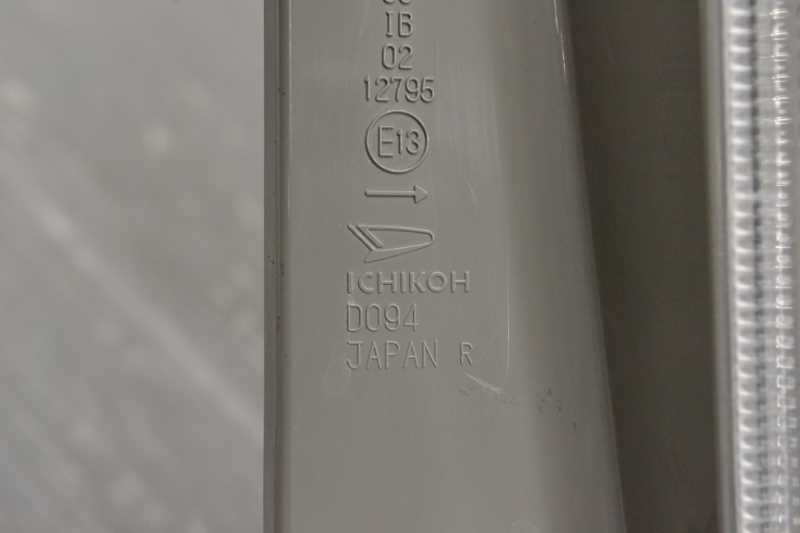 IB
02
12795
E13
ICHIKOH
D094
JAPAN R